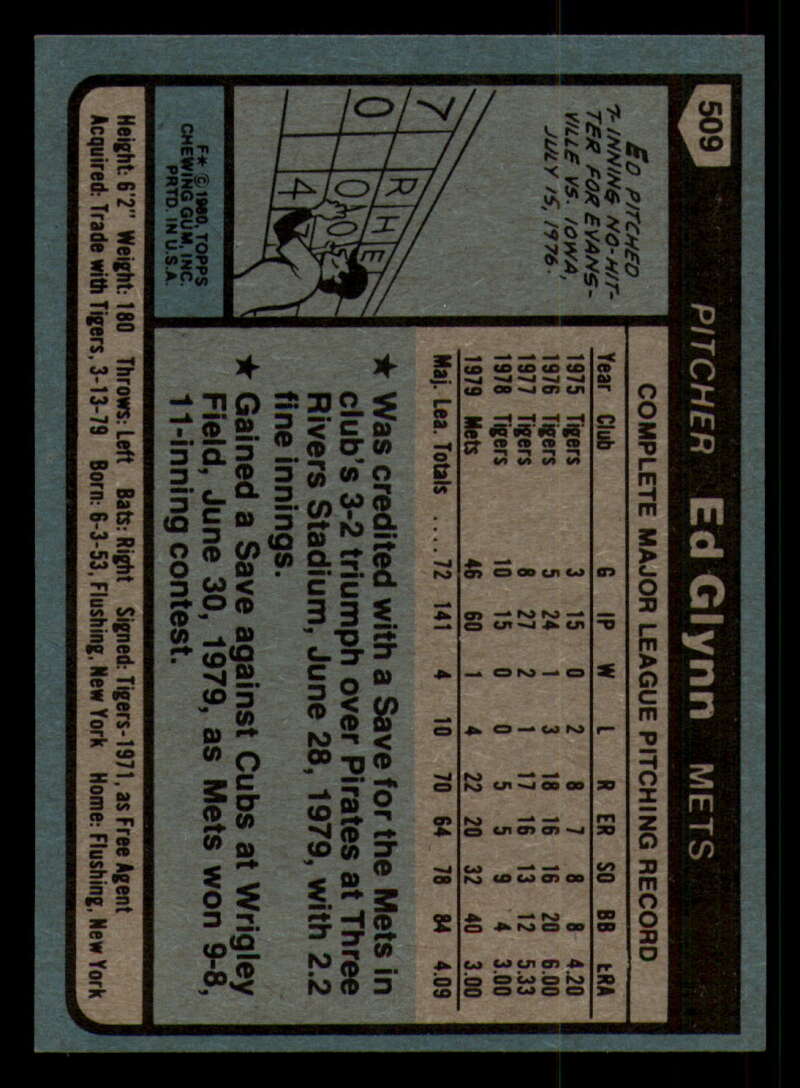 509
PITCHER Ed Glynn METS
ED PITCHED
7-INNING NO-HIT-
TER FOR EVANS-
VILLE VS. IOWA,
JULY 15, 1976.
7 R H E
0 0 0
4 7
F* © 1980, TOPPS
CHEWING GUM, INC.
PRTD. IN U.S.A.
COMPLETE MAJOR LEAGUE PITCHING RECORD
Year Club G IP W L R ER SO BB ERA
1975 Tigers 3 15 0 2 8 7 8 8 4.20
1976 Tigers 5 24 1 3 18 16 16 20 6.00
1977 Tigers 8 27 2 1 17 16 13 12 5.33
1978 Tigers 10 15 0 0 5 5 9 4 3.00
1979 Mets 46 60 1 4 22 20 32 40 3.00
Maj. Lea. Totals .... 72 141 4 10 70 64 78 84 4.09
★ Was credited with a Save for the Mets in
club's 3-2 triumph over Pirates at Three
Rivers Stadium, June 28, 1979, with 2.2
fine innings.
★ Gained a Save against Cubs at Wrigley
Field, June 30, 1979, as Mets won 9-8,
11-inning contest.
Height: 6'2" Weight: 180 Throws: Left Bats: Right Signed: Tigers-1971, as Free Agent
Acquired: Trade with Tigers, 3-13-79 Born: 6-3-53, Flushing, New York Home: Flushing, New York